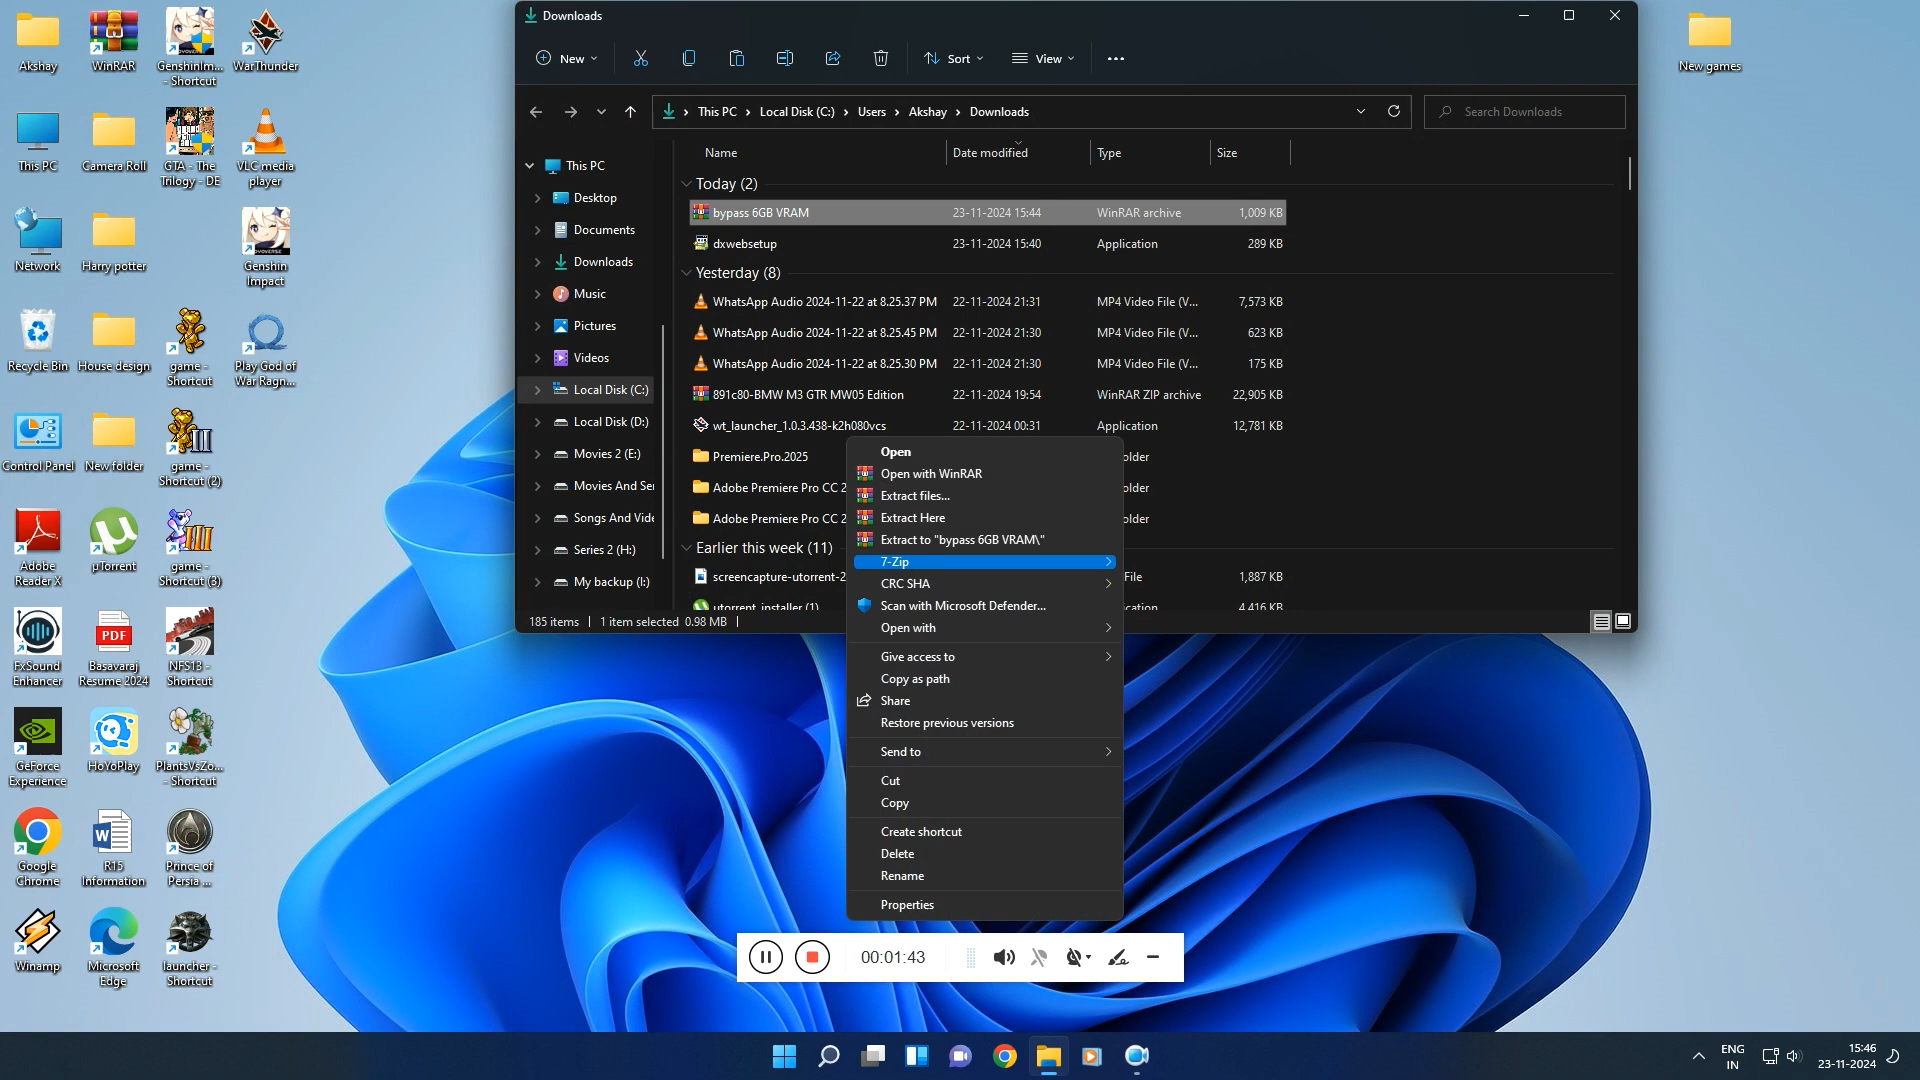 Akshay
WinRAR
GenshinIm...
- Shortcut
WarThunder
This PC
Camera Roll
GTA - The
Trilogy - DE
VLC media
player
Network
Harry potter
Genshin
Impact
Recycle Bin
House design
game -
Shortcut
Play God of
War Ragn...
Control Panel
New folder
game -
Shortcut (2)
Adobe
Reader X
µTorrent
game -
Shortcut (3)
FxSound
Enhancer
PDF
Basavaraj
Resume 2024
NFS13 -
Shortcut
GeForce
Experience
HoYoPlay
PlantsVsZo...
- Shortcut
Google
Chrome
R15
Information
Prince of
Persia ...
Winamp
Microsoft
Edge
launcher -
Shortcut
New games
Downloads
New
Sort
View
This PC > Local Disk (C:) > Users > Akshay > Downloads
Search Downloads
This PC
Desktop
Documents
Downloads
Music
Pictures
Videos
Local Disk (C:)
Local Disk (D:)
Movies 2 (E:)
Movies And Ser
Songs And Vide
Series 2 (H:)
My backup (I:)
Name Date modified Type Size
Today (2)
bypass 6GB VRAM 23-11-2024 15:44 WinRAR archive 1,009 KB
dxwebsetup 23-11-2024 15:40 Application 289 KB
Yesterday (8)
WhatsApp Audio 2024-11-22 at 8.25.37 PM 22-11-2024 21:31 MP4 Video File (V... 7,573 KB
WhatsApp Audio 2024-11-22 at 8.25.45 PM 22-11-2024 21:30 MP4 Video File (V... 623 KB
WhatsApp Audio 2024-11-22 at 8.25.30 PM 22-11-2024 21:30 MP4 Video File (V... 175 KB
891c80-BMW M3 GTR MW05 Edition 22-11-2024 19:54 WinRAR ZIP archive 22,905 KB
wt_launcher_1.0.3.438-k2h080vcs 22-11-2024 00:31 Application 12,781 KB
Premiere.Pro.2025 older
Adobe Premiere Pro CC 2 older
Adobe Premiere Pro CC 2 older
Earlier this week (11)
screencapture-utorrent-2 File 1,887 KB
utorrent_installer (1) ication 4,416 KB
185 items 1 item selected 0.98 MB
Open
Open with WinRAR
Extract files...
Extract Here
Extract to "bypass 6GB VRAM\"
7-Zip
CRC SHA
Scan with Microsoft Defender...
Open with
Give access to
Copy as path
Share
Restore previous versions
Send to
Cut
Copy
Create shortcut
Delete
Rename
Properties
00:01:43
ENG
IN
15:46
23-11-2024